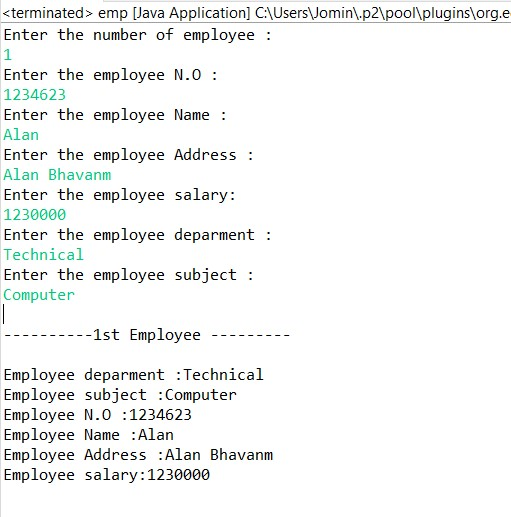 <terminated> emp [Java Application] C:\Users\Jomin\.p2\pool\plugins\org.e
Enter the number of employee :
1
Enter the employee N.O :
1234623
Enter the employee Name :
Alan
Enter the employee Address :
Alan Bhavanm
Enter the employee salary:
1230000
Enter the employee deparment :
Technical
Enter the employee subject :
Computer
----------1st Employee ---------
Employee deparment :Technical
Employee subject :Computer
Employee N.O :1234623
Employee Name :Alan
Employee Address :Alan Bhavanm
Employee salary:1230000